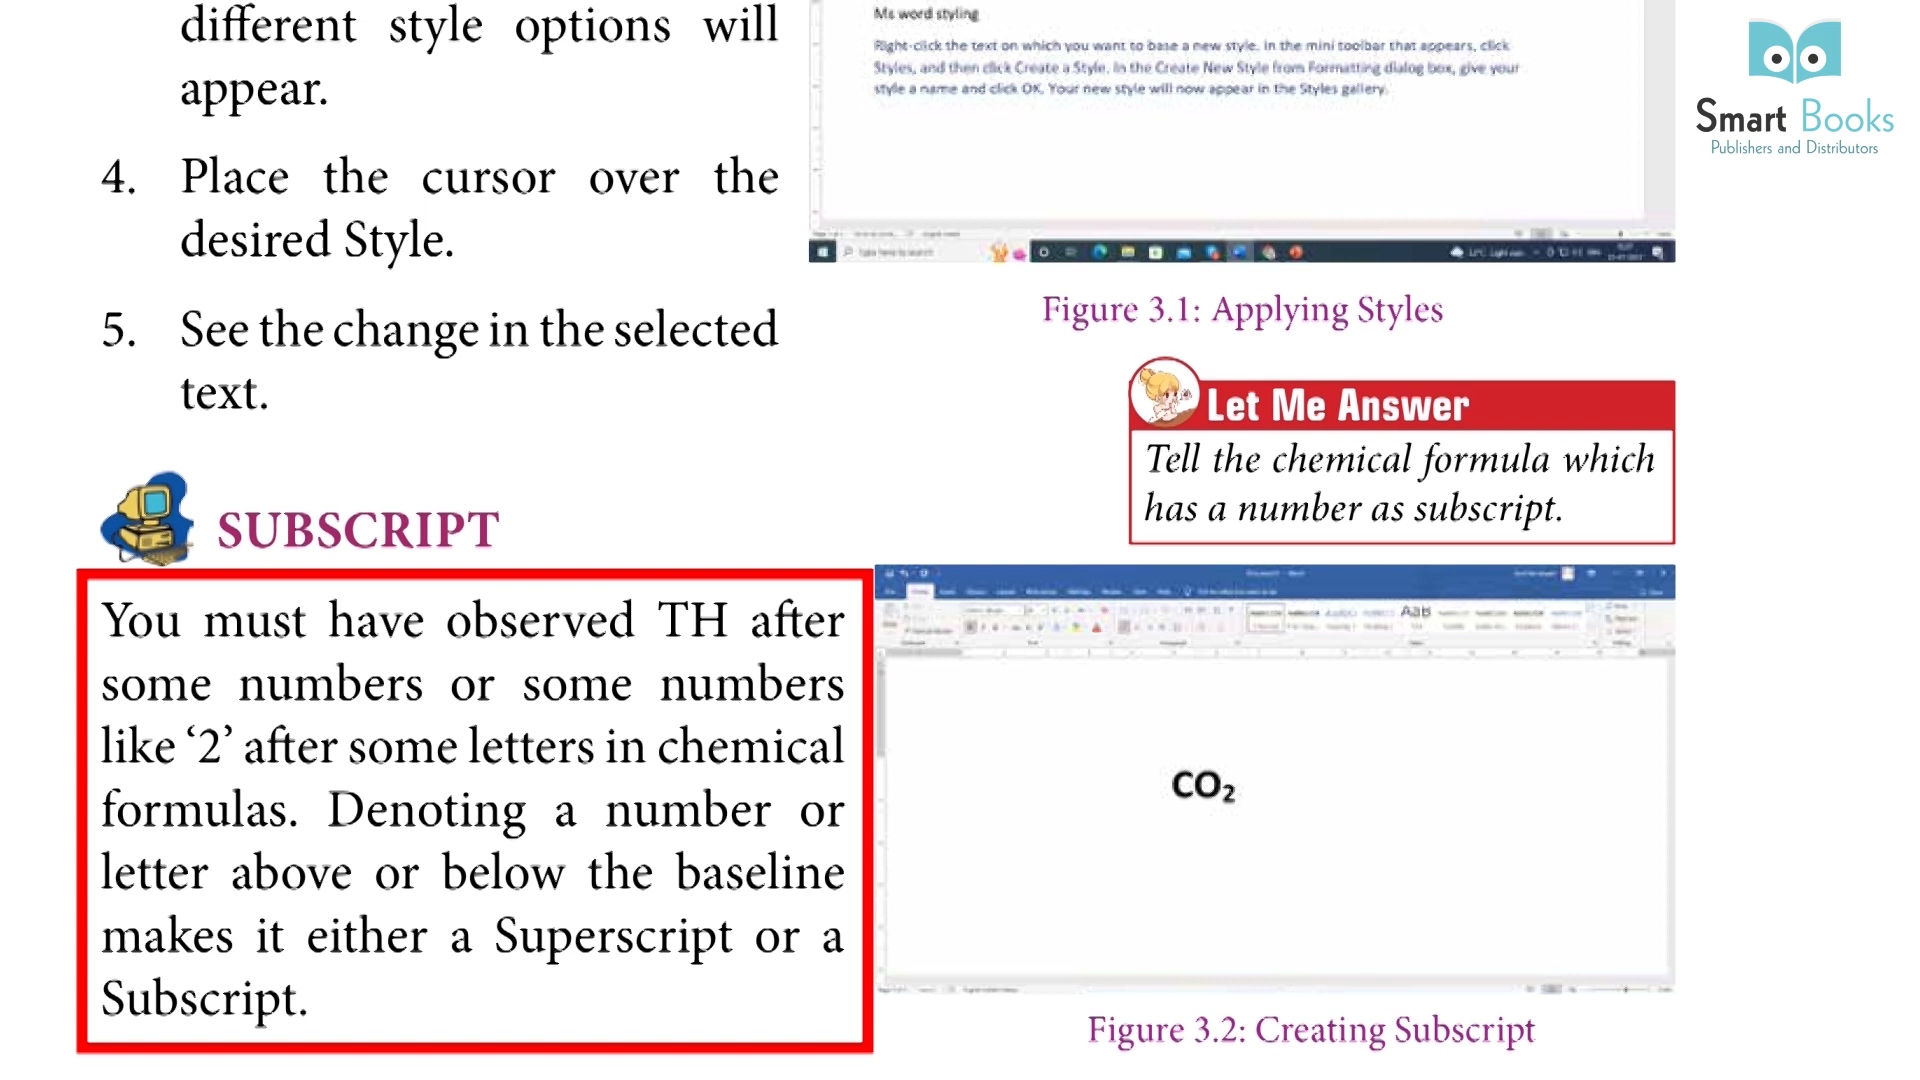 different style options will
appear.
4. Place the cursor over the
desired Style.
5. See the change in the selected
text.
SUBSCRIPT
You must have observed TH after
some numbers or some numbers
like ‘2’ after some letters in chemical
formulas. Denoting a number or
letter above or below the baseline
makes it either a Superscript or a
Subscript.
Ms word styling
Right-click the text on which you want to base a new style. In the mini toolbar that appears, click
Styles, and then click Create a Style. In the Create New Style from Formatting dialog box, give your
style a name and click OK. Your new style will now appear in the Styles gallery.
Type here to search
Figure 3.1: Applying Styles
Let Me Answer
Tell the chemical formula which
has a number as subscript.
AaB
CO₂
Figure 3.2: Creating Subscript
Smart Books
Publishers and Distributors